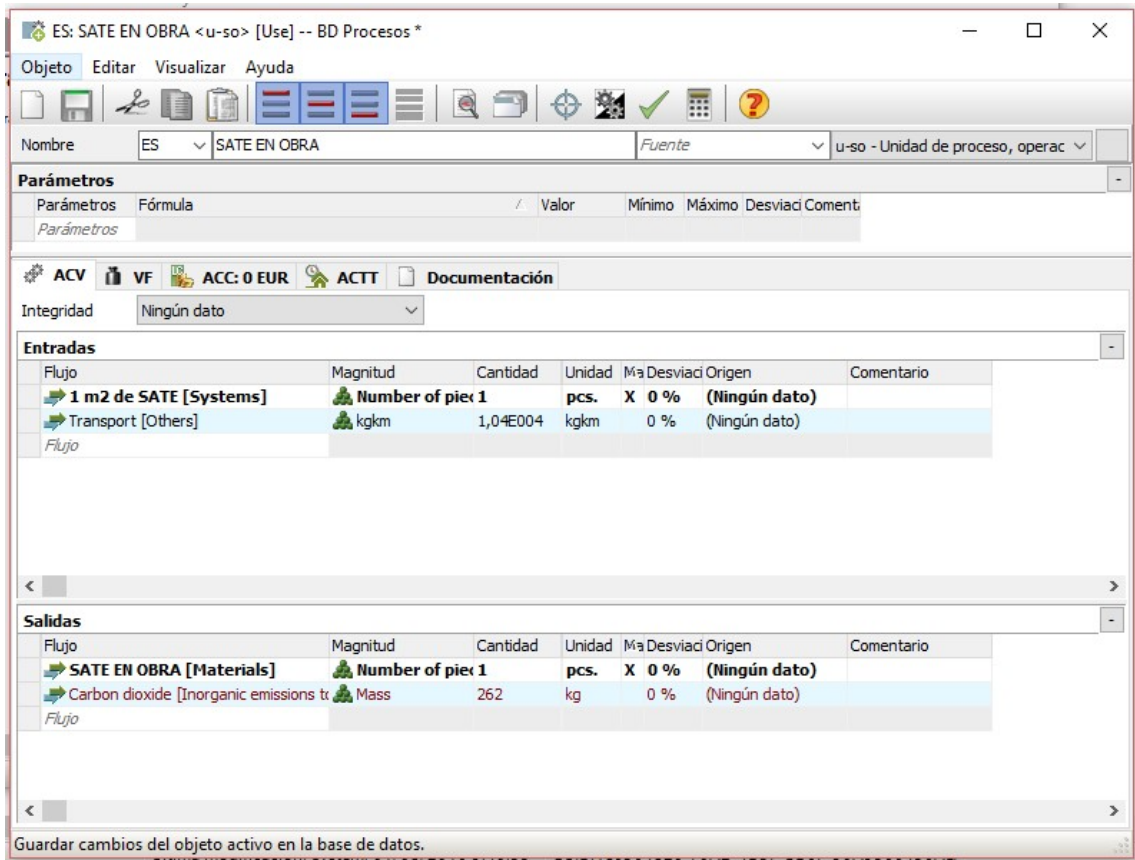 ES: SATE EN OBRA <u-so> [Use] -- BD Procesos *
Objeto Editar Visualizar Ayuda
Nombre ES SATE EN OBRA Fuente u-so - Unidad de proceso, operac
Parámetros
Parámetros Fórmula Valor Mínimo Máximo Desviaci Coment
Parámetros
ACV VF ACC: 0 EUR ACTT Documentación
Integridad Ningún dato
Entradas
Flujo Magnitud Cantidad Unidad Ma Desviaci Origen Comentario
1 m2 de SATE [Systems] Number of piec 1 pcs. X 0 % (Ningún dato)
Transport [Others] kgkm 1,04E004 kgkm 0 % (Ningún dato)
Flujo
Salidas
Flujo Magnitud Cantidad Unidad Ma Desviaci Origen Comentario
SATE EN OBRA [Materials] Number of piec 1 pcs. X 0 % (Ningún dato)
Carbon dioxide [Inorganic emissions to Mass 262 kg 0 % (Ningún dato)
Flujo
Guardar cambios del objeto activo en la base de datos.